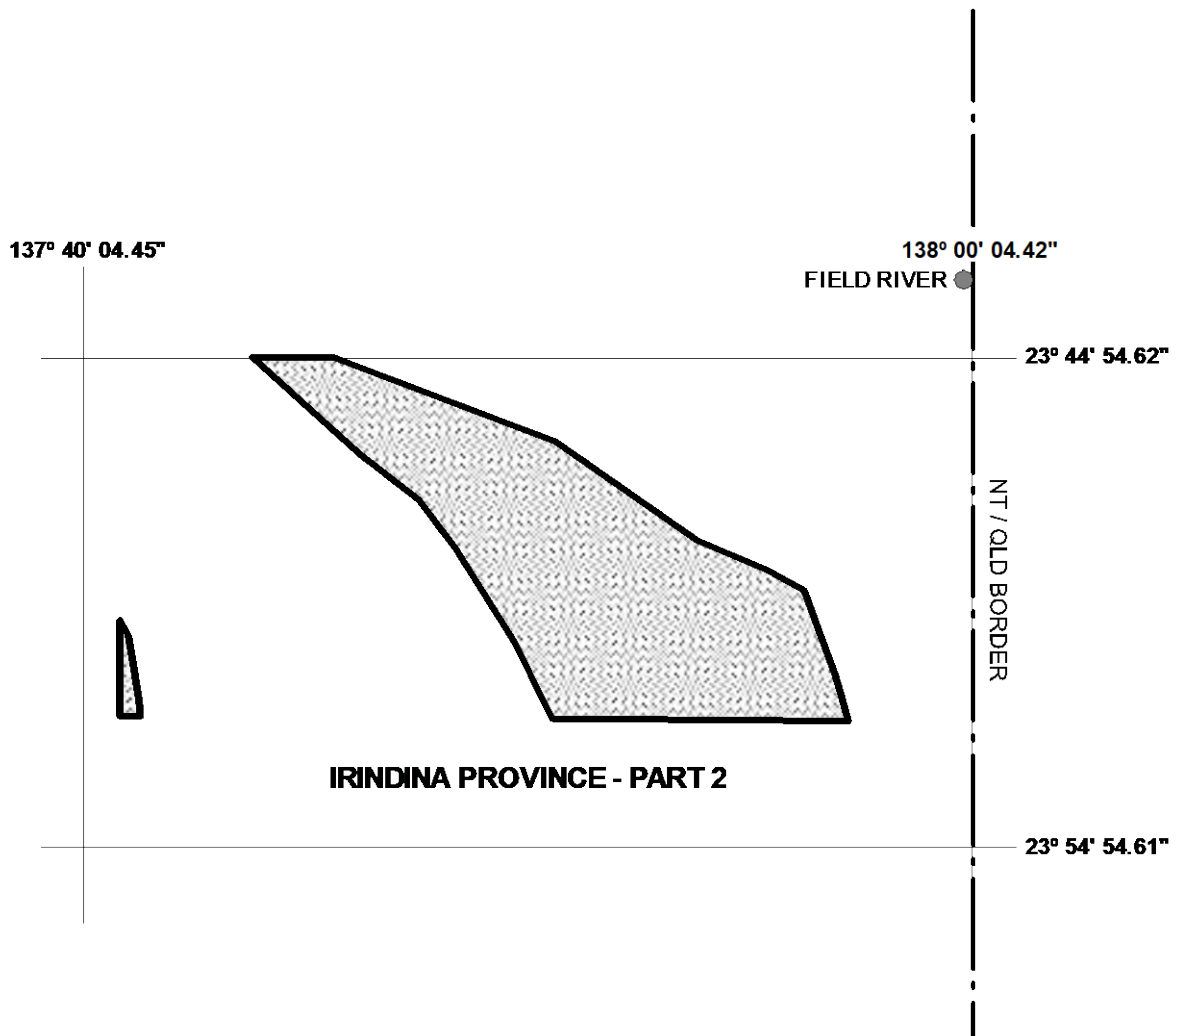 137º 40' 04.45"
138º 00' 04.42"
FIELD RIVER
23º 44' 54.62"
NT / QLD BORDER
IRINDINA PROVINCE - PART 2
23º 54' 54.61"